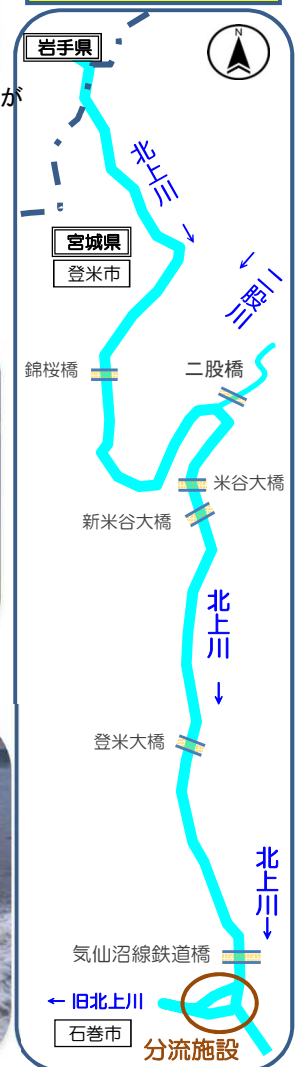 岩手県
N
が
北上川
→
宮城県
登米市
← 二股川
錦桜橋
二股橋
米谷大橋
新米谷大橋
北上川 →
登米大橋
北上川→
気仙沼線鉄道橋
← 旧北上川
石巻市
分流施設